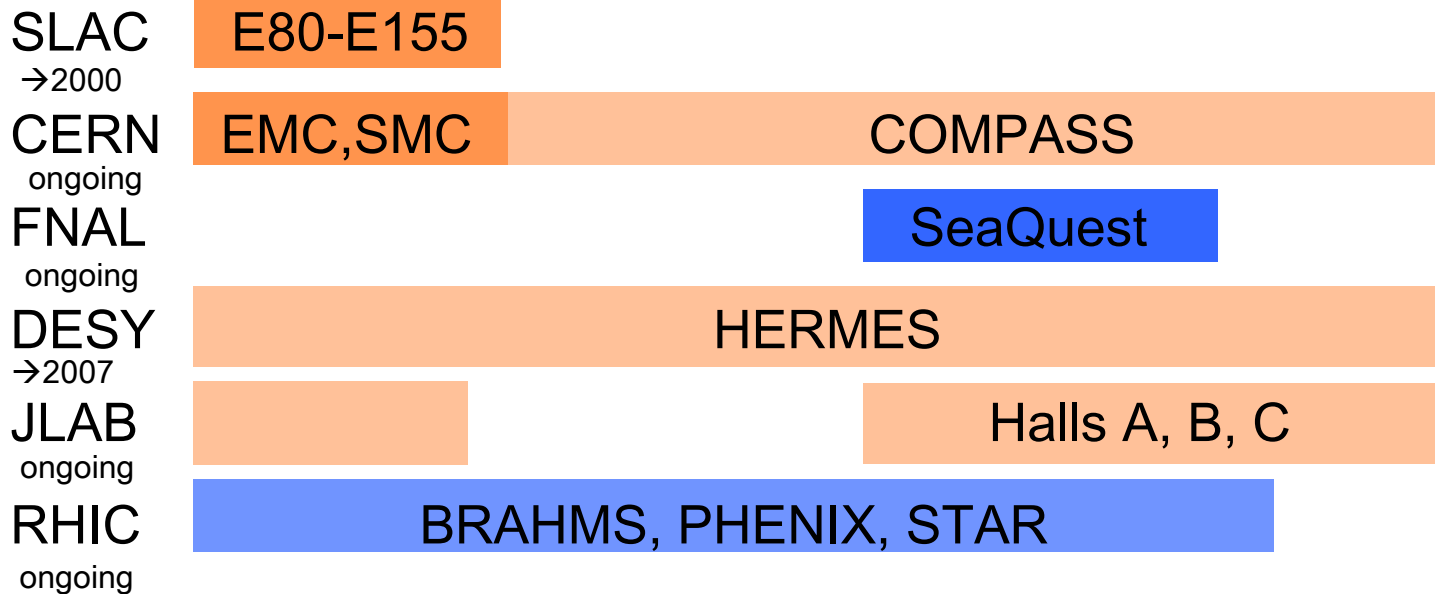 SLAC E80-E155
→2000
CERN EMC,SMC COMPASS
ongoing
FNAL SeaQuest
ongoing
DESY HERMES
→2007
JLAB Halls A, B, C
ongoing
RHIC BRAHMS, PHENIX, STAR
ongoing